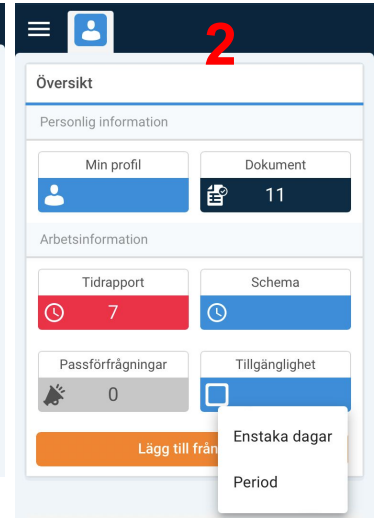 2
Översikt
Personlig information
Min profil
Dokument
11
Arbetsinformation
Tidrapport
Schema
7
Passförfrågningar
Tillgänglighet
0
Enstaka dagar
Lägg till från
Period